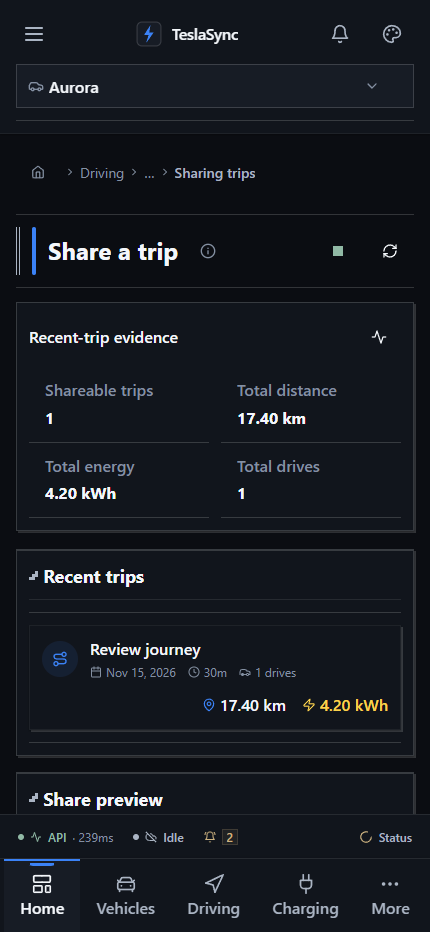 TeslaSync
Aurora
Driving ... Sharing trips
Share a trip
Recent-trip evidence
Shareable trips Total distance
1 17.40 km
Total energy Total drives
4.20 kWh 1
Recent trips
Review journey
Nov 15, 2026 30m 1 drives
17.40 km 4.20 kWh
Share preview
API · 239ms Idle 2 Status
Home Vehicles Driving Charging More